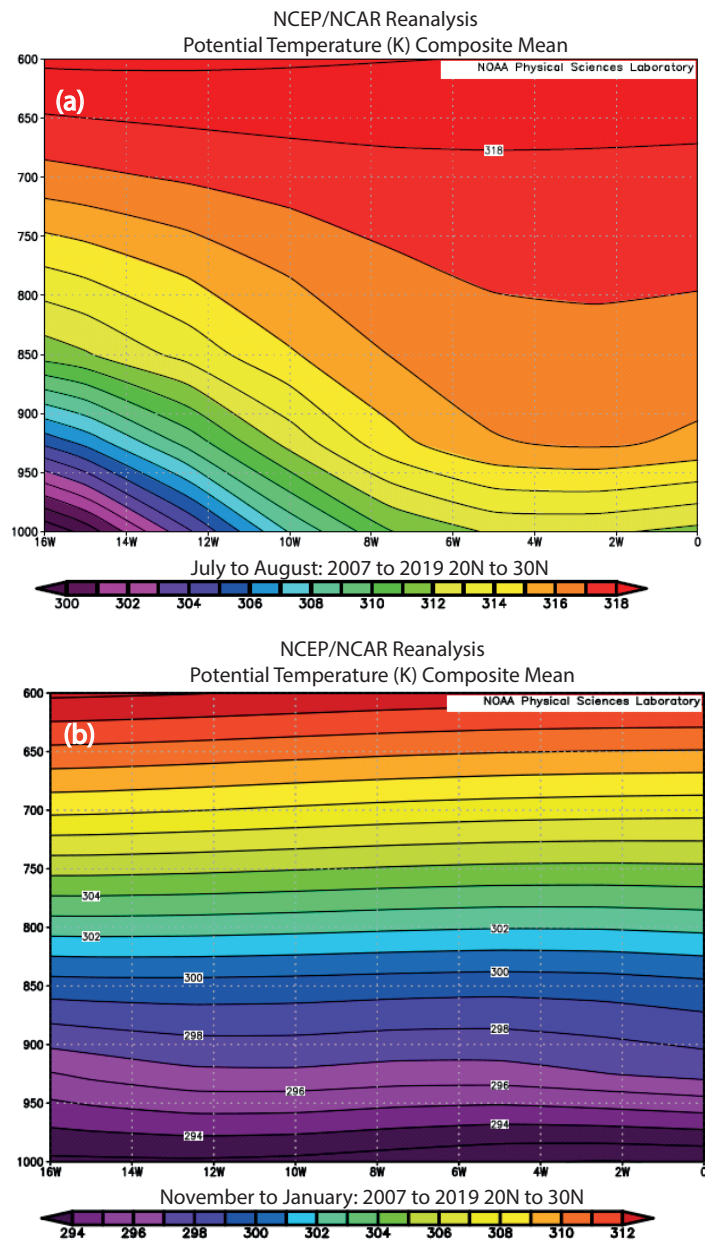 NCEP/NCAR Reanalysis
Potential Temperature (K) Composite Mean
NOAA Physical Sciences Laboratory
(a)
600
650
700
750
800
850
900
950
1000
318
16W 14W 12W 10W 8W 6W 4W 2W 0
July to August: 2007 to 2019 20N to 30N
300 302 304 306 308 310 312 314 316 318
NCEP/NCAR Reanalysis
Potential Temperature (K) Composite Mean
NOAA Physical Sciences Laboratory
(b)
600
650
700
750
800
850
900
950
1000
304
302 302
300 300
298 298
296 296
294 294
16W 14W 12W 10W 8W 6W 4W 2W 0
November to January: 2007 to 2019 20N to 30N
294 296 298 300 302 304 306 308 310 312